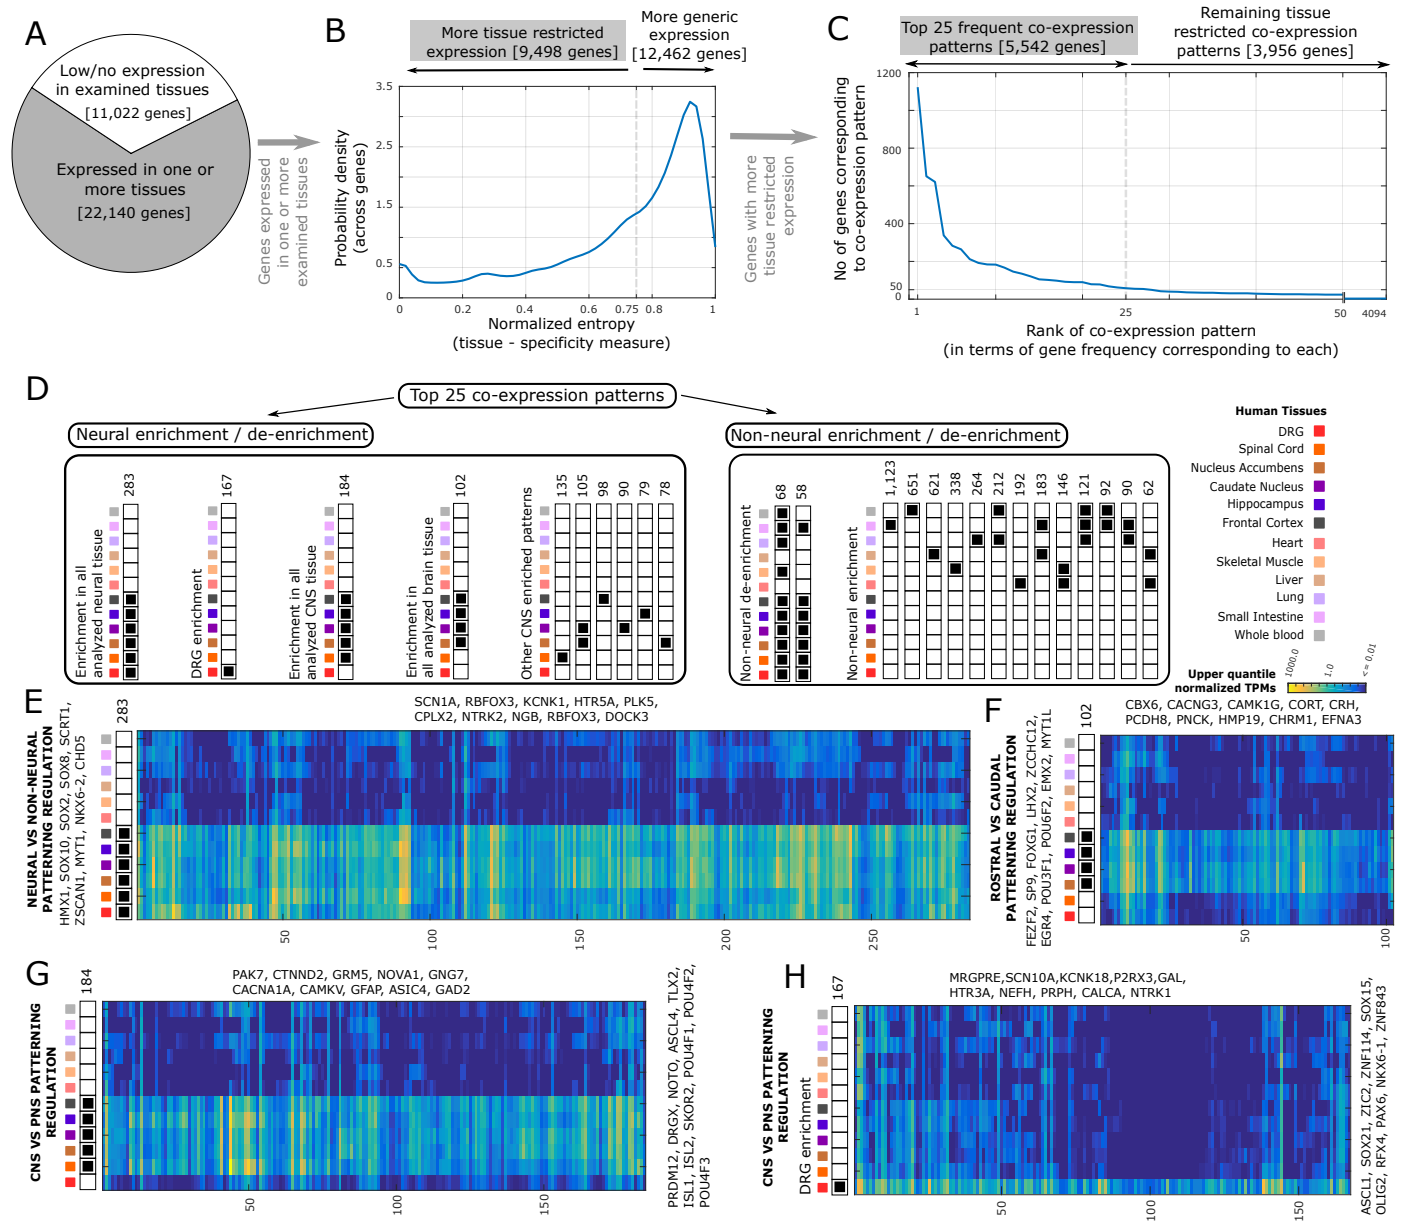 A
Low/no expression
in examined tissues
[11,022 genes]
Expressed in one or
more tissues
[22,140 genes]
Genes expressed
in one or more
examined tissues
B
More tissue restricted
expression [9,498 genes]
More generic
expression
[12,462 genes]
Probability density
(across genes)
3.5
2.5
1.5
0.5
0
0
0.2
0.4
0.6
0.75
0.8
1
Normalized entropy
(tissue - specificity measure)
Genes with more
tissue restricted
expression
C
Top 25 frequent co-expression
patterns [5,542 genes]
Remaining tissue
restricted co-expression
patterns [3,956 genes]
No of genes corresponding
to co-expression pattern
1200
800
400
50
0
1
25
50
4094
Rank of co-expression pattern
(in terms of gene frequency corresponding to each)
D
Top 25 co-expression patterns
Neural enrichment / de-enrichment
Non-neural enrichment / de-enrichment
Enrichment in all
analyzed neural tissue
283
DRG enrichment
167
Enrichment in all
analyzed CNS tissue
184
Enrichment in
all analyzed brain tissue
102
Other CNS enriched patterns
135
105
98
90
79
78
Non-neural de-enrichment
68
58
Non-neural enrichment
1,123
651
621
338
264
212
192
183
146
121
92
90
62
Human Tissues
DRG
Spinal Cord
Nucleus Accumbens
Caudate Nucleus
Hippocampus
Frontal Cortex
Heart
Skeletal Muscle
Liver
Lung
Small Intestine
Whole blood
Upper quantile
normalized TPMs
1000.0
1.0
<= 0.01
E
SCN1A, RBFOX3, KCNK1, HTR5A, PLK5,
CPLX2, NTRK2, NGB, RBFOX3, DOCK3
NEURAL VS NON-NEURAL
PATTERNING REGULATION
HMX1, SOX10, SOX2, SOX8, SCRT1,
ZSCAN1, MYT1, NKX6-2, CHD5
283
50
100
150
200
250
F
CBX6, CACNG3, CAMK1G, CORT, CRH,
PCDH8, PNCK, HMP19, CHRM1, EFNA3
ROSTRAL VS CAUDAL
PATTERNING REGULATION
FEZF2, SP9, FOXG1, LHX2, ZCCHC12,
EGR4, POU3F1, POU6F2, EMX2, MYT1L
102
50
100
G
PAK7, CTNND2, GRM5, NOVA1, GNG7,
CACNA1A, CAMKV, GFAP, ASIC4, GAD2
CNS VS PNS PATTERNING
REGULATION
184
50
100
150
PRDM12, DRGX, NOTO, ASCL4, TLX2,
ISL1, ISL2, SKOR2, POU4F1, POU4F2,
POU4F3
H
MRGPRE,SCN10A,KCNK18,P2RX3,GAL,
HTR3A, NEFH, PRPH, CALCA, NTRK1
CNS VS PNS PATTERNING
REGULATION
DRG enrichment
167
50
100
150
ASCL1, SOX21, ZIC2, ZNF114, SOX15,
OLIG2, RFX4, PAX6, NKX6-1, ZNF843